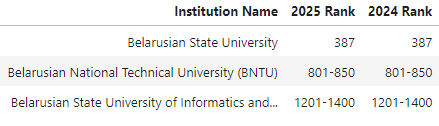 Institution Name 2025 Rank 2024 Rank
Belarusian State University 387 387
Belarusian National Technical University (BNTU) 801-850 801-850
Belarusian State University of Informatics and... 1201-1400 1201-1400